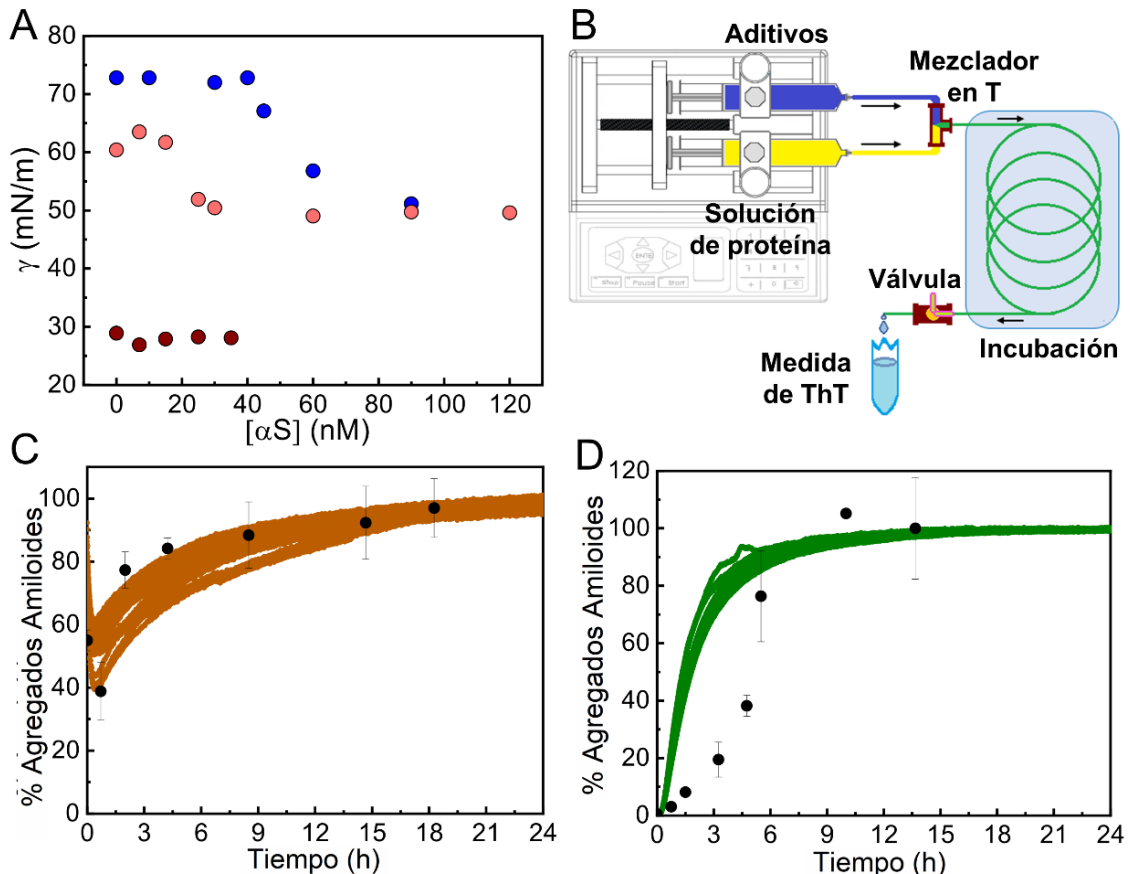 A
80
70
60
50
40
30
20
γ (mN/m)
0
20
40
60
80
100
120
[αS] (nM)
B
Aditivos
Mezclador
en T
Solución
de proteína
Válvula
Incubación
Medida
de ThT
ENTE
Pausa
Start
C
100
80
60
40
20
0
% Agregados Amiloides
0
3
6
9
12
15
18
21
24
Tiempo (h)
D
120
100
80
60
40
20
0
% Agregados Amiloides
0
3
6
9
12
15
18
21
24
Tiempo (h)